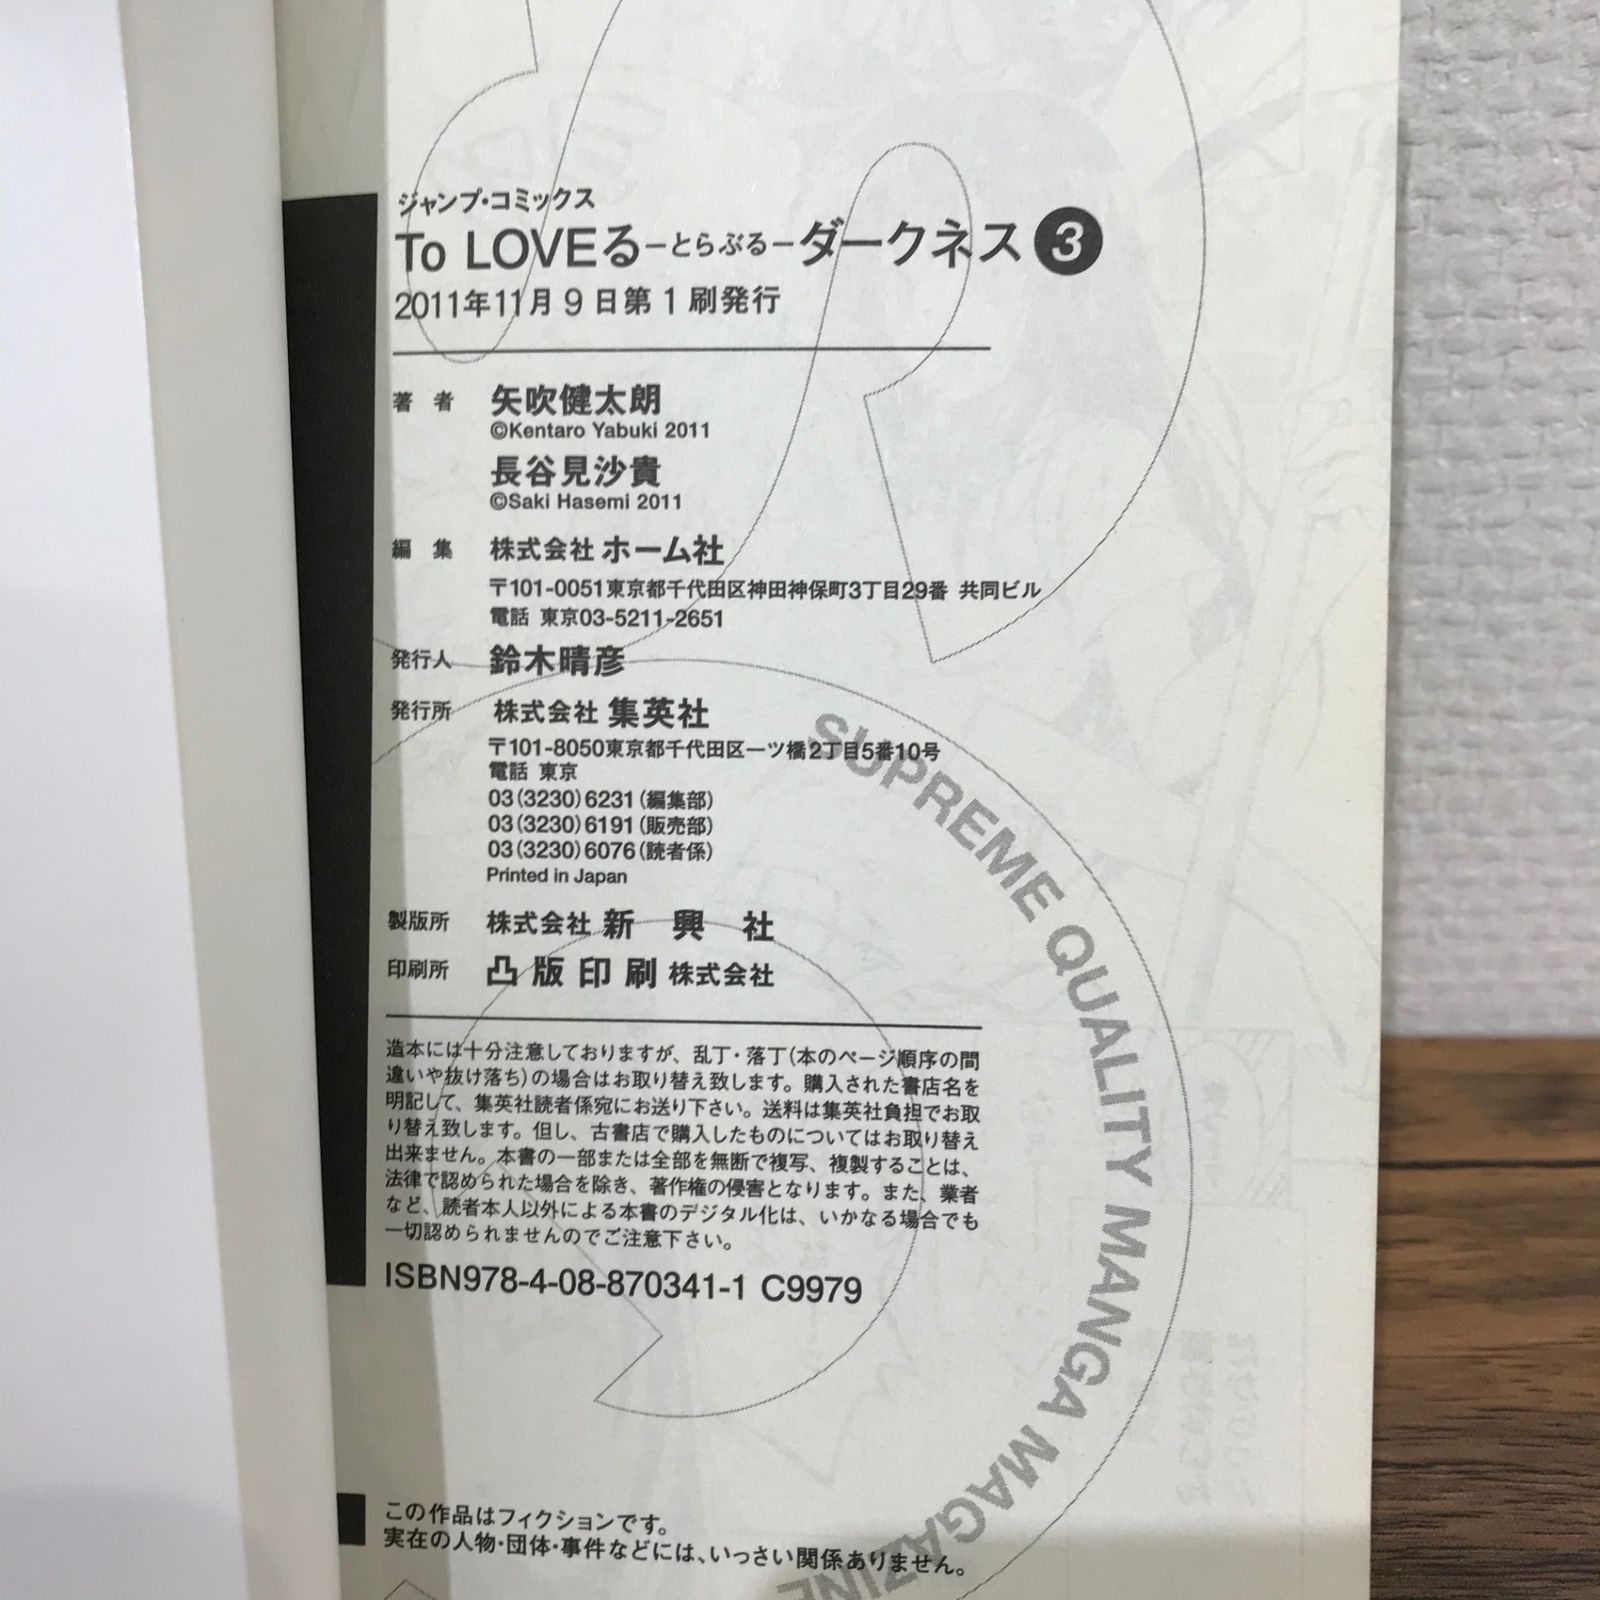 ジャンプ・コミックス
To LOVEる－とらぶる－ダークネス 3
2011年11月9日第1刷発行
著者 矢吹健太朗
©Kentaro Yabuki 2011
長谷見沙貴
©Saki Hasemi 2011
編集 株式会社 ホーム社
〒101-0051東京都千代田区神田神保町3丁目29番 共同ビル
電話 東京03-5211-2651
発行人 鈴木晴彦
発行所 株式会社 集英社
〒101-8050東京都千代田区一ツ橋2丁目5番10号
電話 東京
03(3230)6231(編集部)
03(3230)6191(販売部)
03(3230)6076(読者係)
Printed in Japan
製版所 株式会社 新興社
印刷所 凸版印刷 株式会社
造本には十分注意しておりますが、乱丁・落丁(本のページ順序の間
違いや抜け落ち)の場合はお取り替え致します。購入された書店名を
明記して、集英社読者係宛にお送り下さい。送料は集英社負担でお取
り替え致します。但し、古書店で購入したものについてはお取り替え
出来ません。本書の一部または全部を無断で複写、複製することは、
法律で認められた場合を除き、著作権の侵害となります。また、業者
など、読者本人以外による本書のデジタル化は、いかなる場合でも
一切認められませんのでご注意下さい。
ISBN978-4-08-870341-1 C9979
SUPREME QUALITY MANGA MAGAZINE
この作品はフィクションです。
実在の人物・団体・事件などには、いっさい関係ありません。